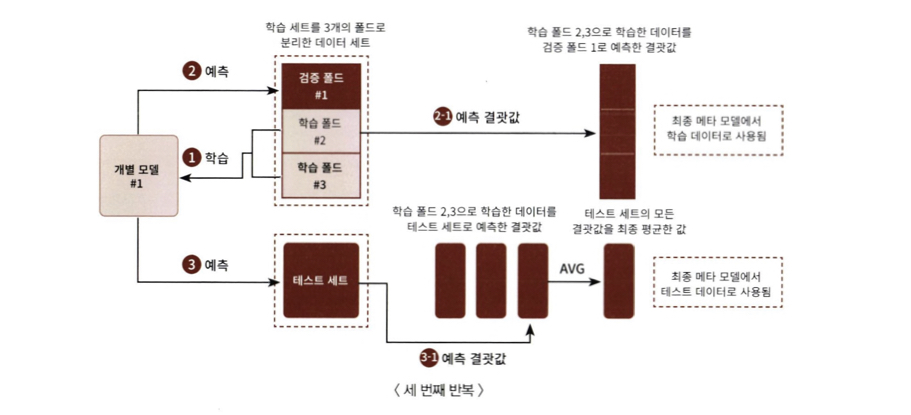 학습 세트를 3개의 폴드로
분리한 데이터 세트
학습 폴드 2,3으로 학습한 데이터를
검증 폴드 1로 예측한 결괏값
2 예측
검증 폴드
#1
학습 폴드
#2
학습 폴드
#3
2-1 예측 결괏값
최종 메타 모델에서
학습 데이터로 사용됨
1 학습
개별 모델
#1
학습 폴드 2,3으로 학습한 데이터를
테스트 세트로 예측한 결괏값
테스트 세트의 모든
결괏값을 최종 평균한 값
3 예측
테스트 세트
AVG
최종 메타 모델에서
테스트 데이터로 사용됨
3-1 예측 결괏값
〈 세 번째 반복 〉